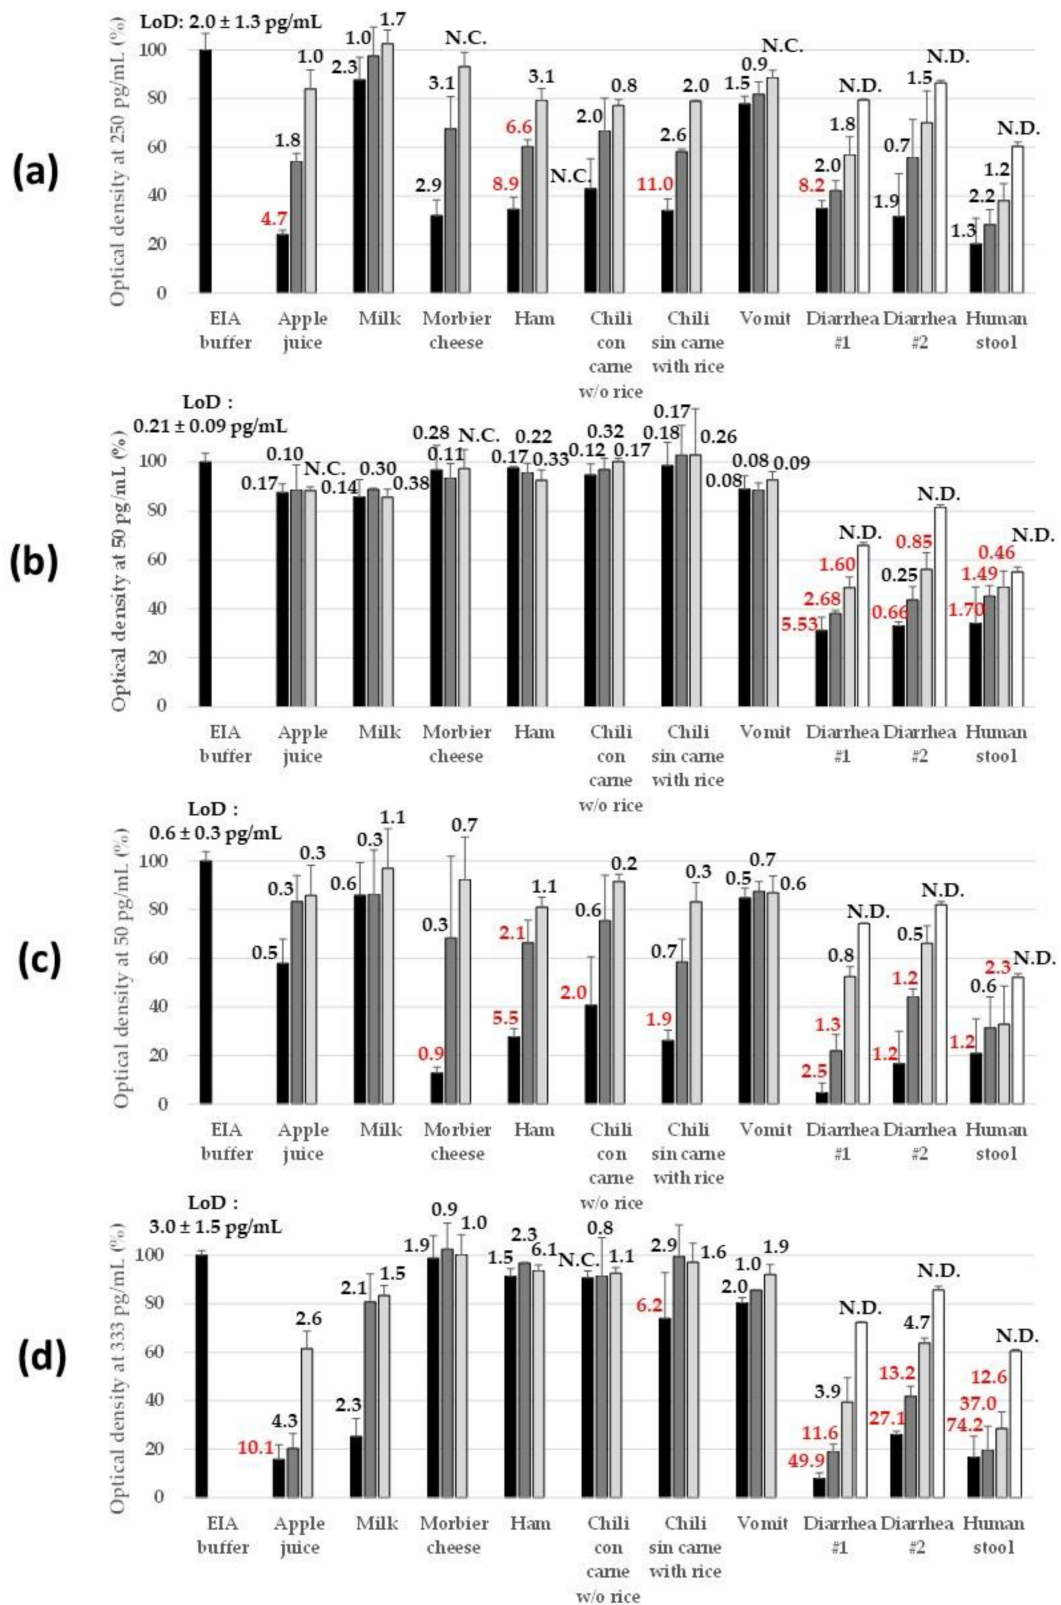 (a)
LoD: 2.0 ± 1.3 pg/mL
Optical density at 250 pg/mL (%)
100
80
60
40
20
0
4.7
1.8
1.0
2.3
1.0
1.7
2.9
3.1
N.C.
8.9
6.6
3.1
N.C.
2.0
0.8
11.0
2.6
2.0
1.5
0.9
N.C.
8.2
2.0
1.8
N.D.
1.9
0.7
1.5
N.D.
1.3
2.2
1.2
N.D.
EIA buffer
Apple juice
Milk
Morbier cheese
Ham
Chili con carne w/o rice
Chili sin carne with rice
Vomit
Diarrhea #1
Diarrhea #2
Human stool
(b)
LoD :
0.21 ± 0.09 pg/mL
Optical density at 50 pg/mL (%)
100
80
60
40
20
0
0.17
0.10
N.C.
0.14
0.30
0.38
0.28
0.11
N.C.
0.17
0.22
0.33
0.12
0.32
0.17
0.18
0.17
0.26
0.08
0.08
0.09
5.53
2.68
1.60
N.D.
0.66
0.25
0.85
N.D.
1.70
1.49
0.46
N.D.
EIA buffer
Apple juice
Milk
Morbier cheese
Ham
Chili con carne w/o rice
Chili sin carne with rice
Vomit
Diarrhea #1
Diarrhea #2
Human stool
(c)
LoD :
0.6 ± 0.3 pg/mL
Optical density at 50 pg/mL (%)
100
80
60
40
20
0
0.5
0.3
0.3
0.6
0.3
1.1
0.9
0.3
0.7
5.5
2.1
1.1
2.0
0.6
0.2
1.9
0.7
0.3
0.5
0.7
0.6
2.5
1.3
0.8
N.D.
1.2
1.2
0.5
N.D.
1.2
0.6
2.3
N.D.
EIA buffer
Apple juice
Milk
Morbier cheese
Ham
Chili con carne w/o rice
Chili sin carne with rice
Vomit
Diarrhea #1
Diarrhea #2
Human stool
(d)
LoD :
3.0 ± 1.5 pg/mL
Optical density at 333 pg/mL (%)
100
80
60
40
20
0
10.1
4.3
2.6
2.3
2.1
1.5
1.9
0.9
1.0
1.5
2.3
6.1
N.C.
0.8
1.1
6.2
2.9
1.6
2.0
1.0
1.9
49.9
11.6
3.9
N.D.
27.1
13.2
4.7
N.D.
74.2
37.0
12.6
N.D.
EIA buffer
Apple juice
Milk
Morbier cheese
Ham
Chili con carne w/o rice
Chili sin carne with rice
Vomit
Diarrhea #1
Diarrhea #2
Human stool